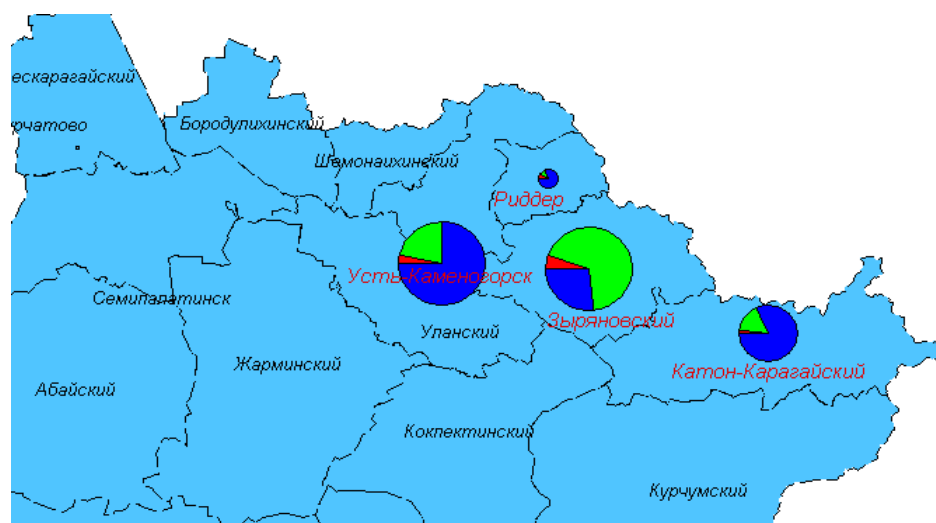 ескарагайский
рчатово
Бородулихинский
Шемонаихинский
Риддер
Усть-Каменогорск
Семипалатинск
Зыряновский
Уланский
Жарминский
Катон-Карагайский
Абайский
Кокпектинский
Курчумский